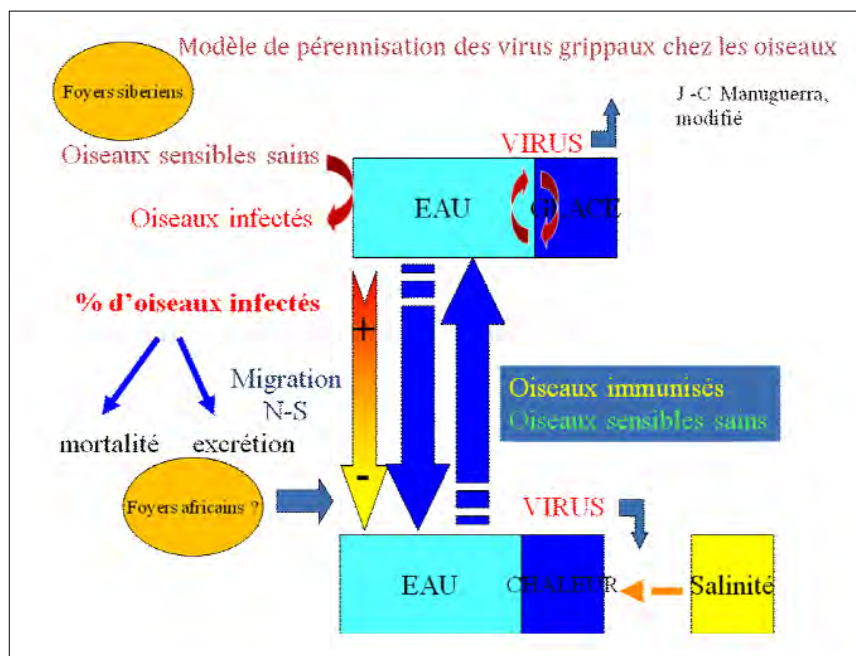 Modèle de pérennisation des virus grippaux chez les oiseaux
Foyers siberiens
J -C Manuguerra,
modifié
VIRUS
Oiseaux sensibles sains
EAU
GLACE
Oiseaux infectés
% d'oiseaux infectés
+
Migration
N-S
Oiseaux immunisés
Oiseaux sensibles sains
mortalité excrétion
-
Foyers africains ?
VIRUS
EAU
CHALEUR
Salinité